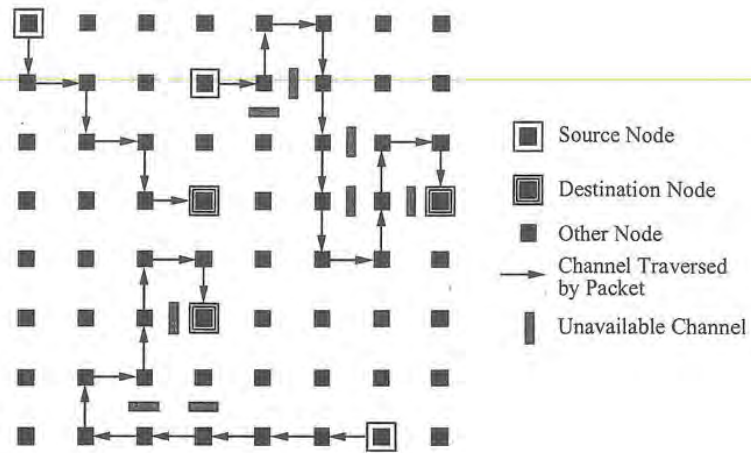 Source Node
Destination Node
Other Node
Channel Traversed
by Packet
Unavailable Channel